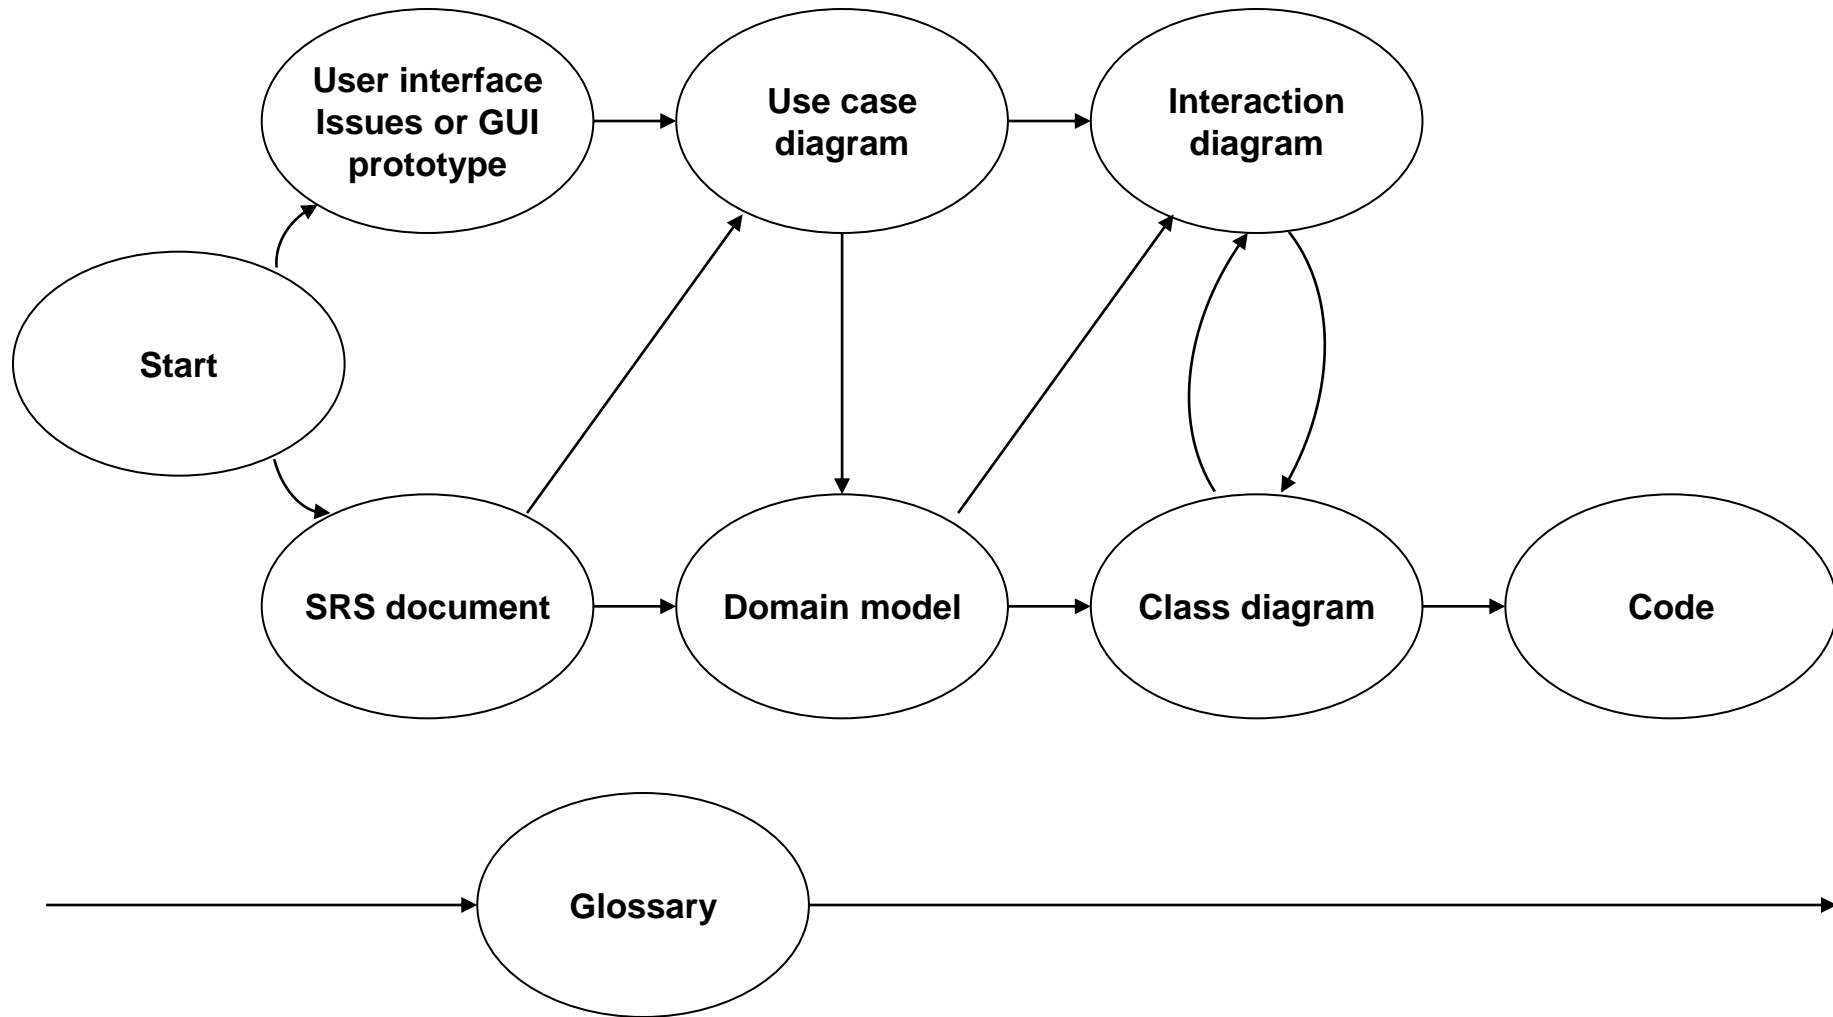 User interface
Issues or GUI
prototype
Use case
diagram
Interaction
diagram
Start
SRS document
Domain model
Class diagram
Code
Glossary